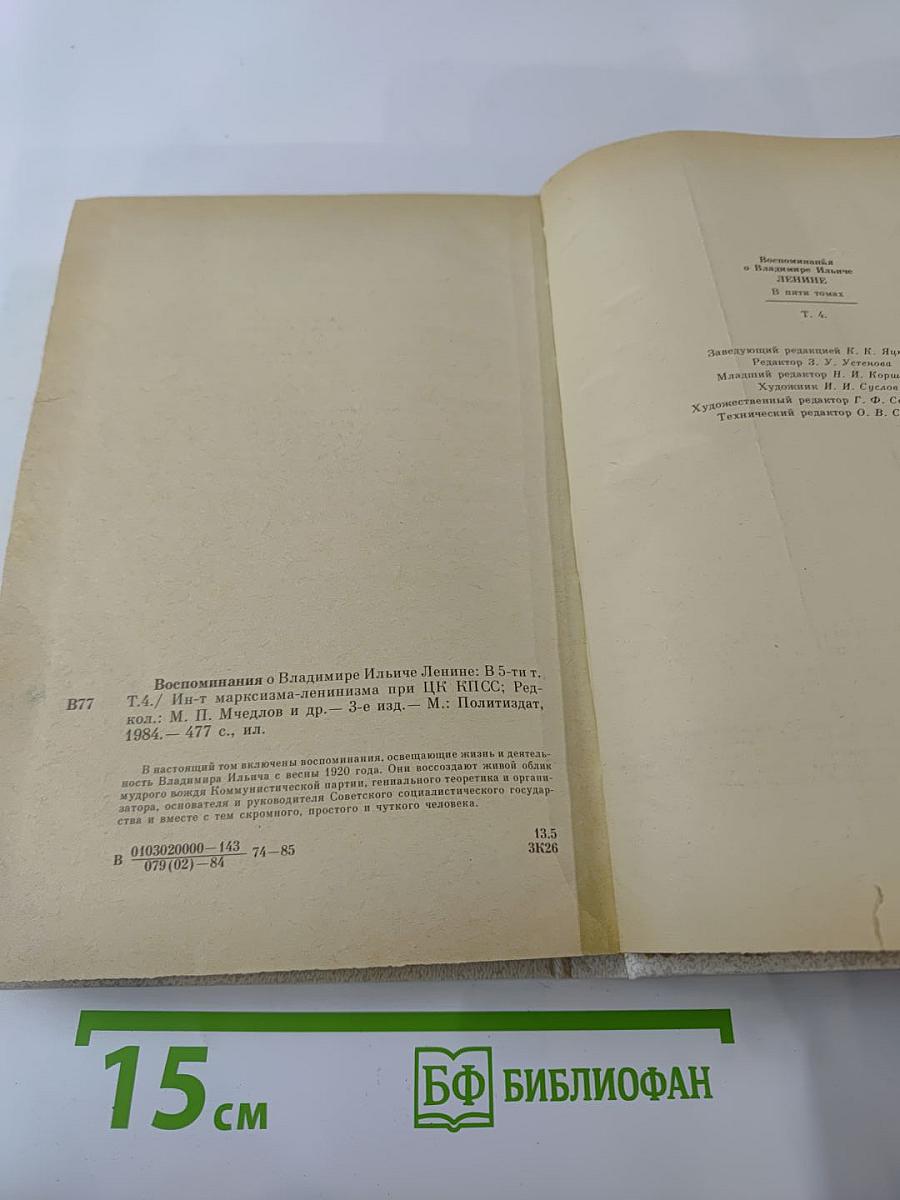 Воспоминания о Владимире Ильиче Ленине: В 5-ти т.
В77 Т.4./ Ин-т марксизма-ленинизма при ЦК КПСС; Ред-
кол.: М. П. Мчедлов и др.— 3-е изд.— М.: Политиздат,
1984.— 477 с., ил.
В настоящий том включены воспоминания, освещающие жизнь и деятель-
ность Владимира Ильича с весны 1920 года. Они воссоздают живой облик
мудрого вождя Коммунистической партии, гениального теоретика и органи-
затора, основателя и руководителя Советского социалистического государ-
ства и вместе с тем скромного, простого и чуткого человека.
В 0103020000—143 74—85
079(02)—84
13.5
3К26
Воспоминания
о Владимире Ильиче
ЛЕНИНЕ
В пяти томах
Т. 4.
Заведующий редакцией К. К.
Редактор З. У. Устенова
Младший редактор Н. И.
Художник И. И. Суслов
Художественный редактор Г. Ф.
Технический редактор О. В.
15 см
БФ БИБЛИОФАН